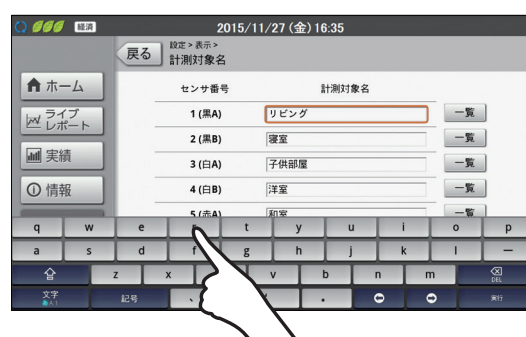 経済 2015/11/27 (金) 16:35
戻る 設定 > 表示 >
計測対象名
ホーム
ライブ
レポート
実績
情報
センサ番号 計測対象名
1 (黒A) リビング 一覧
2 (黒B) 寝室 一覧
3 (白A) 子供部屋 一覧
4 (白B) 洋室 一覧
5 (赤A) 和室 一覧
q w e t y u i o p
a s d f g h j k l ー
z x v b n m DEL
文字 記号 、 . 実行
あA1